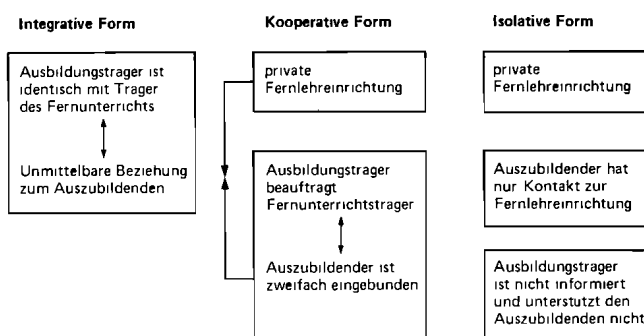 Integrative Form
Ausbildungstrager ist
identisch mit Trager
des Fernunterrichts
Unmittelbare Beziehung
zum Auszubildenden
Kooperative Form
private
Fernlehreinrichtung
Ausbildungstrager
beauftragt
Fernunterrichtstrager
Auszubildender ist
zweifach eingebunden
Isolative Form
private
Fernlehreinrichtung
Auszubildender hat
nur Kontakt zur
Fernlehreinrichtung
Ausbildungstrager
ist nicht informiert
und unterstutzt den
Auszubildenden nicht